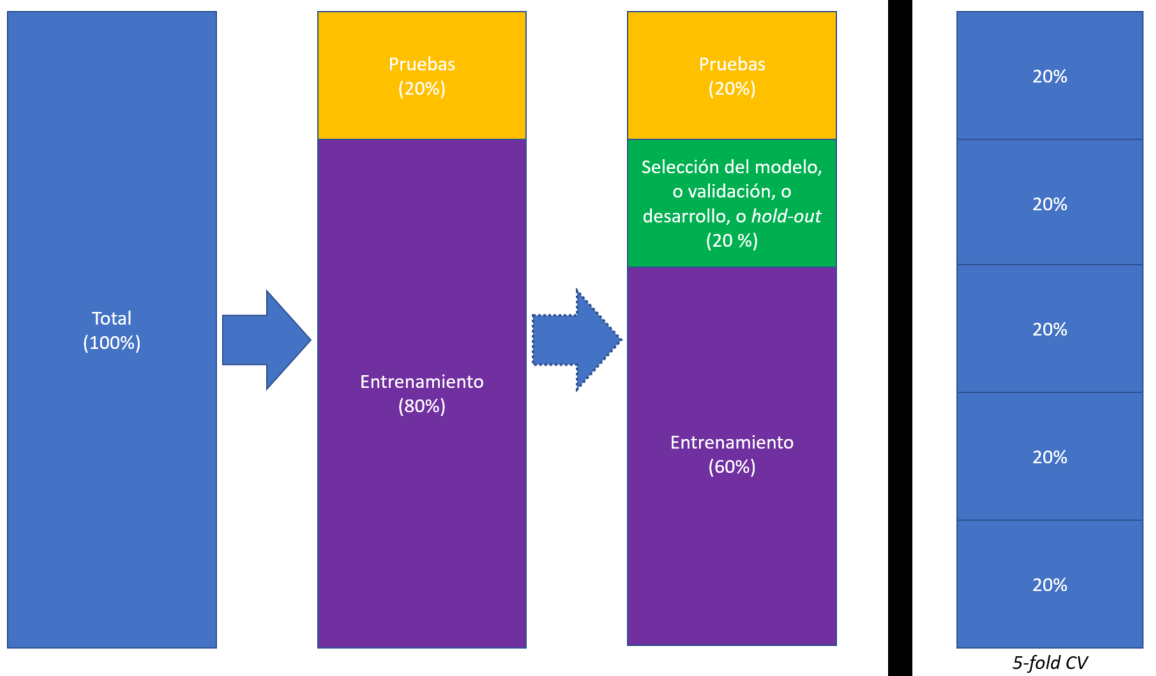 Total
(100%)
Pruebas
(20%)
Entrenamiento
(80%)
Pruebas
(20%)
Selección del modelo,
o validación, o
desarrollo, o hold-out
(20 %)
Entrenamiento
(60%)
20%
20%
20%
20%
20%
5-fold CV